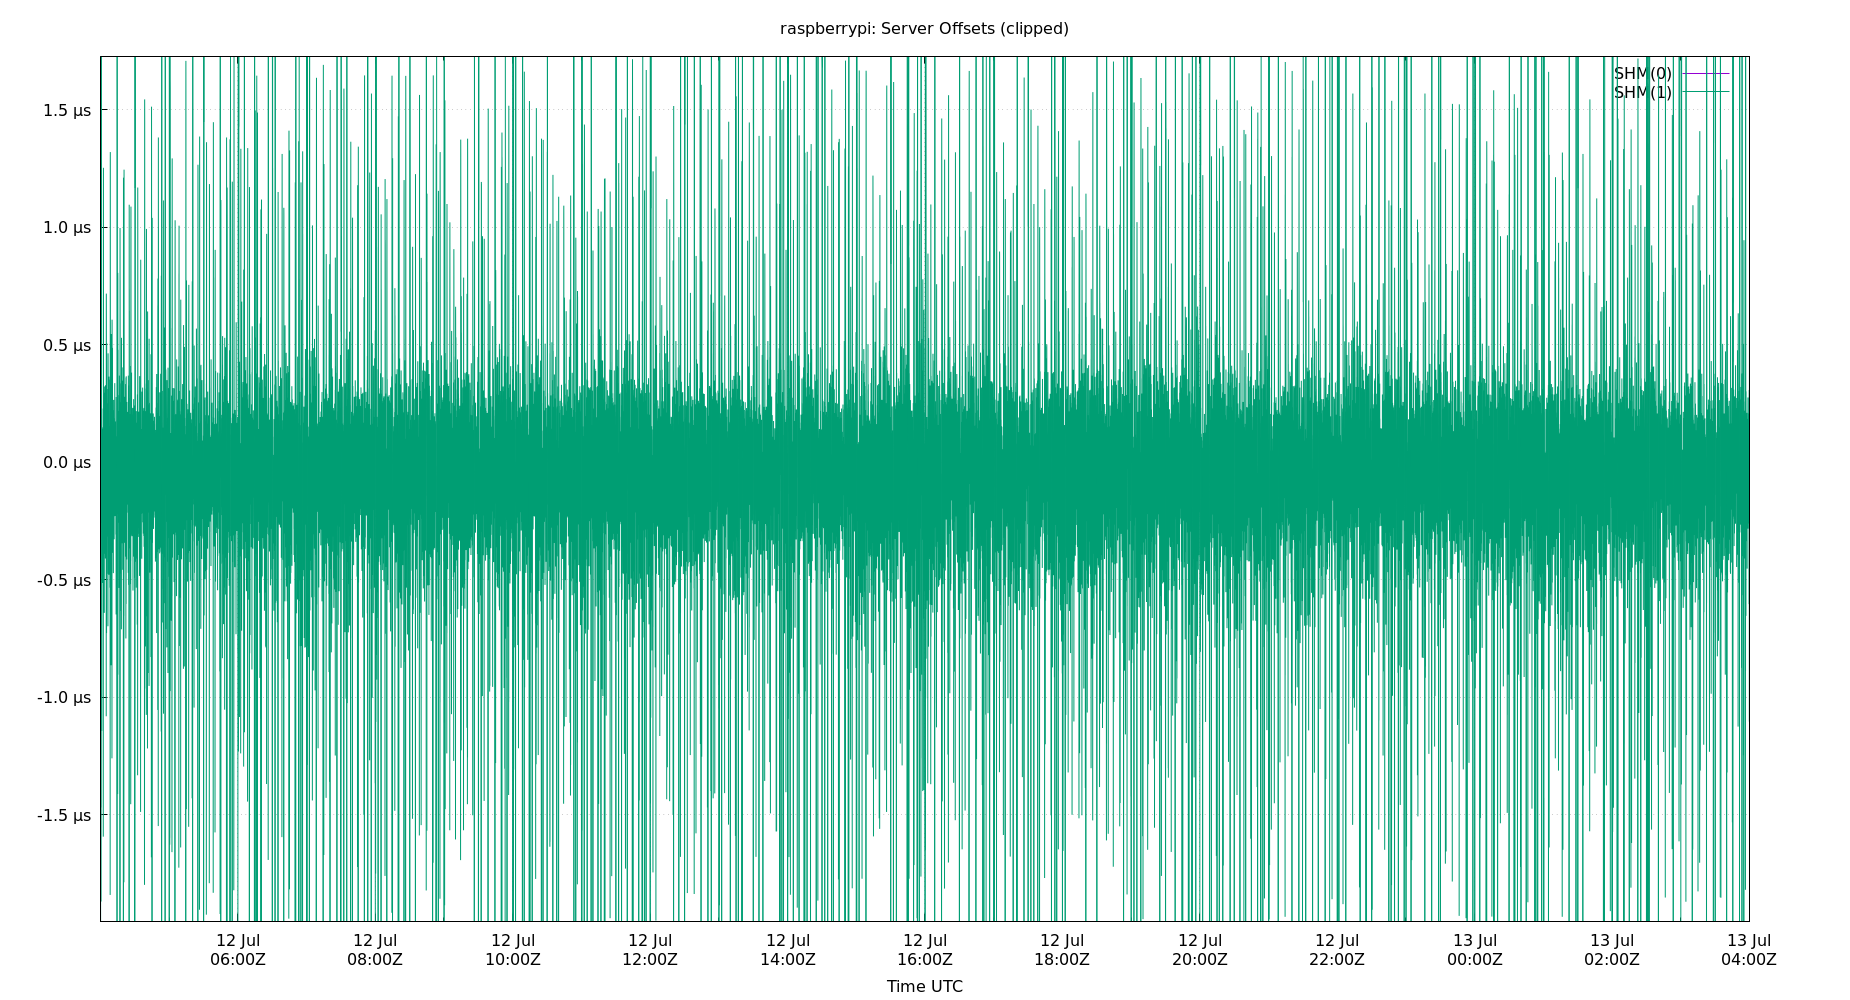 raspberrypi: Server Offsets (clipped)
SHM(0)
SHM(1)
1.5 µs
1.0 µs
0.5 µs
0.0 µs
-0.5 µs
-1.0 µs
-1.5 µs
12 Jul 12 Jul 12 Jul 12 Jul 12 Jul 12 Jul 12 Jul 12 Jul 12 Jul 13 Jul 13 Jul 13 Jul
06:00Z 08:00Z 10:00Z 12:00Z 14:00Z 16:00Z 18:00Z 20:00Z 22:00Z 00:00Z 02:00Z 04:00Z
Time UTC